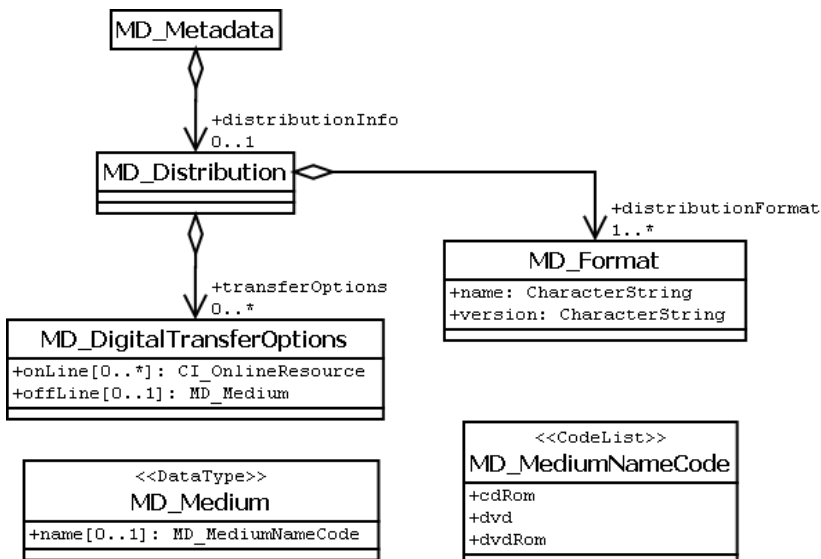 MD_Metadata
+distributionInfo
0..1
MD_Distribution
+distributionFormat
1..*
MD_Format
+name: CharacterString
+version: CharacterString
+transferOptions
0..*
MD_DigitalTransferOptions
+onLine[0..*]: CI_OnlineResource
+offLine[0..1]: MD_Medium
<<DataType>>
MD_Medium
+name[0..1]: MD_MediumNameCode
<<CodeList>>
MD_MediumNameCode
+cdRom
+dvd
+dvdRom